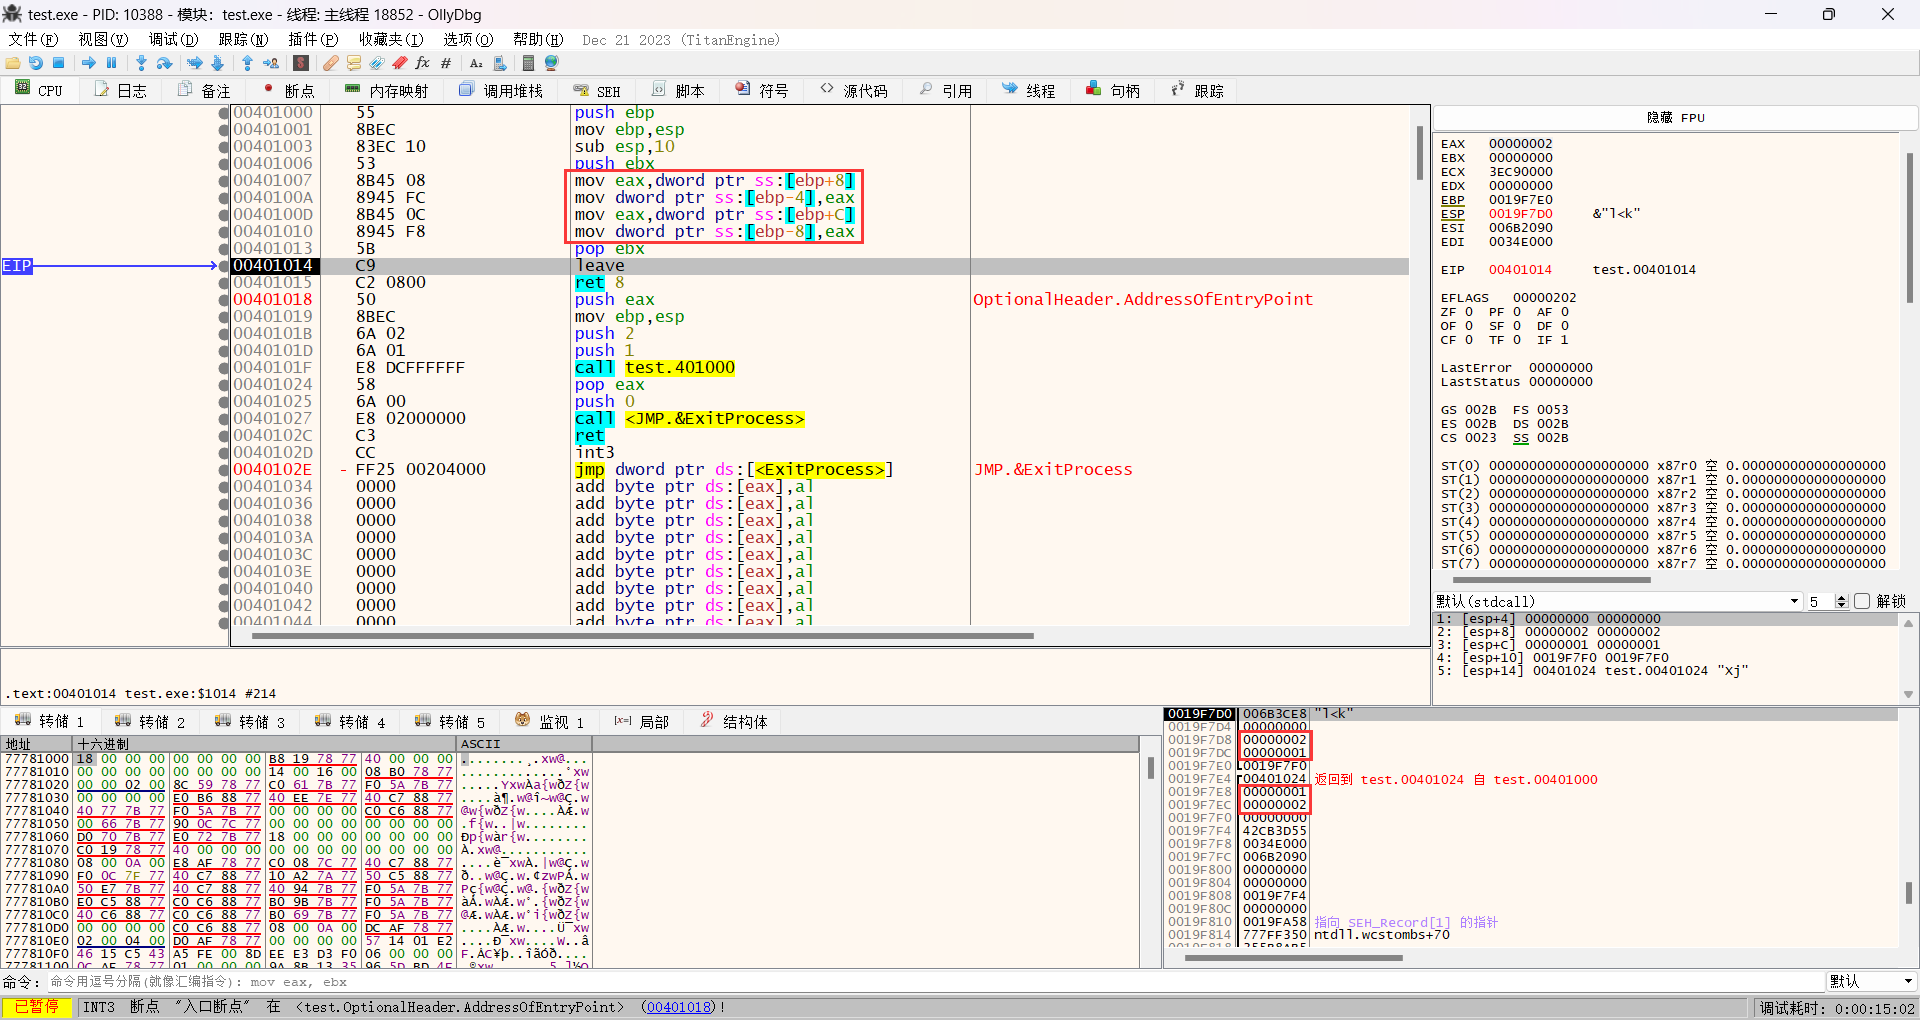 test.exe - PID: 10388 - 模块: test.exe - 线程: 主线程 18852 - OllyDbg
文件(F) 视图(V) 调试(D) 跟踪(N) 插件(P) 收藏夹(I) 选项(O) 帮助(H) Dec 21 2023 (TitanEngine)
CPU 日志 备注 断点 内存映射 调用堆栈 SEH 脚本 符号 源代码 引用 线程 句柄 跟踪
00401000 55 push ebp
00401001 8BEC mov ebp,esp
00401003 83EC 10 sub esp,10
00401006 53 push ebx
00401007 8B45 08 mov eax,dword ptr ss:[ebp+8]
0040100A 8945 FC mov dword ptr ss:[ebp-4],eax
0040100D 8B45 0C mov eax,dword ptr ss:[ebp+C]
00401010 8945 F8 mov dword ptr ss:[ebp-8],eax
00401013 5B pop ebx
EIP 00401014 C9 leave
00401015 C2 0800 ret 8
00401018 50 push eax OptionalHeader.AddressOfEntryPoint
00401019 8BEC mov ebp,esp
0040101B 6A 02 push 2
0040101D 6A 01 push 1
0040101F E8 DCFFFFFF call test.401000
00401024 58 pop eax
00401025 6A 00 push 0
00401027 E8 02000000 call <JMP.&ExitProcess>
0040102C C3 ret
0040102D CC int3
0040102E - FF25 00204000 jmp dword ptr ds:[<ExitProcess>] JMP.&ExitProcess
00401034 0000 add byte ptr ds:[eax],al
00401036 0000 add byte ptr ds:[eax],al
00401038 0000 add byte ptr ds:[eax],al
0040103A 0000 add byte ptr ds:[eax],al
0040103C 0000 add byte ptr ds:[eax],al
0040103E 0000 add byte ptr ds:[eax],al
00401040 0000 add byte ptr ds:[eax],al
00401042 0000 add byte ptr ds:[eax],al
00401044 0000 add byte ptr ds:[eax],al
.text:00401014 test.exe:$1014 #214
隐藏 FPU
EAX 00000002
EBX 00000000
ECX 3EC90000
EDX 00000000
EBP 0019F7E0
ESP 0019F7D0 &"l<k"
ESI 006B2090
EDI 0034E000
EIP 00401014 test.00401014
EFLAGS 00000202
ZF 0 PF 0 AF 0
OF 0 SF 0 DF 0
CF 0 TF 0 IF 1
LastError 00000000
LastStatus 00000000
GS 002B FS 0053
ES 002B DS 002B
CS 0023 SS 002B
ST(0) 00000000000000000000 x87r0 空 0.000000000000000000
ST(1) 00000000000000000000 x87r1 空 0.000000000000000000
ST(2) 00000000000000000000 x87r2 空 0.000000000000000000
ST(3) 00000000000000000000 x87r3 空 0.000000000000000000
ST(4) 00000000000000000000 x87r4 空 0.000000000000000000
ST(5) 00000000000000000000 x87r5 空 0.000000000000000000
ST(6) 00000000000000000000 x87r6 空 0.000000000000000000
ST(7) 00000000000000000000 x87r7 空 0.000000000000000000
默认(stdcall) 5 解锁
1: [esp+4] 00000000 00000000
2: [esp+8] 00000002 00000002
3: [esp+C] 00000001 00000001
4: [esp+10] 0019F7F0 0019F7F0
5: [esp+14] 00401024 test.00401024 "Xj"
转储 1 转储 2 转储 3 转储 4 转储 5 监视 1 [x=] 局部 结构体
地址 十六进制 ASCII
77781000 18 00 00 00 00 00 00 00 B8 19 78 77 40 00 00 00
77781010 00 00 00 00 00 00 00 00 14 00 16 00 08 B0 78 77
77781020 00 00 02 00 8C 59 78 77 C0 61 7B 77 F0 5A 7B 77
77781030 00 00 00 00 E0 B6 88 77 40 EE 7E 77 40 C7 88 77
77781040 40 77 7B 77 F0 5A 7B 77 00 00 00 00 C0 C6 88 77
77781050 00 66 7B 77 90 0C 7C 77 00 00 00 00 00 00 00 00
77781060 D0 70 7B 77 E0 72 7B 77 18 00 00 00 00 00 00 00
77781070 C0 19 78 77 40 00 00 00 00 00 00 00 00 00 00 00
77781080 08 00 0A 00 E8 AF 78 77 C0 08 7C 77 40 C7 88 77
77781090 F0 0C 7F 77 40 C7 88 77 10 A2 7A 77 50 C5 88 77
777810A0 50 E7 7B 77 40 C7 88 77 40 94 7B 77 F0 5A 7B 77
777810B0 E0 C5 88 77 C0 C6 88 77 B0 9B 7B 77 F0 5A 7B 77
777810C0 40 C6 88 77 C0 C6 88 77 B0 69 7B 77 F0 5A 7B 77
777810D0 00 00 00 00 C0 C6 88 77 08 00 0A 00 DC AF 78 77
777810E0 02 00 04 00 D0 AF 78 77 00 00 00 00 57 14 01 E2
777810F0 46 15 C5 43 A5 FE 00 8D EE E3 D3 F0 06 00 00 00
77781100 0C AF 78 77 01 00 00 00 9A 8B 13 35 96 5D BD 4F
0019F7D0 006B3CE8 "l<k"
0019F7D4 00000000
0019F7D8 00000002
0019F7DC 00000001
0019F7E0 0019F7F0
0019F7E4 00401024 返回到 test.00401024 自 test.00401000
0019F7E8 00000001
0019F7EC 00000002
0019F7F0 00000000
0019F7F4 42CB3D55
0019F7F8 0034E000
0019F7FC 006B2090
0019F800 00000000
0019F804 00000000
0019F808 0019F7F4
0019F80C 00000000
0019F810 0019FA58 指向 SEH_Record[1] 的指针
0019F814 777FF350 ntdll.wcstombs+70
命令: 命令用逗号分隔(就像汇编指令): mov eax, ebx 默认
已暂停 INT3 断点 "入口断点" 在 <test.OptionalHeader.AddressOfEntryPoint> (00401018)! 调试耗时: 0:00:15:02